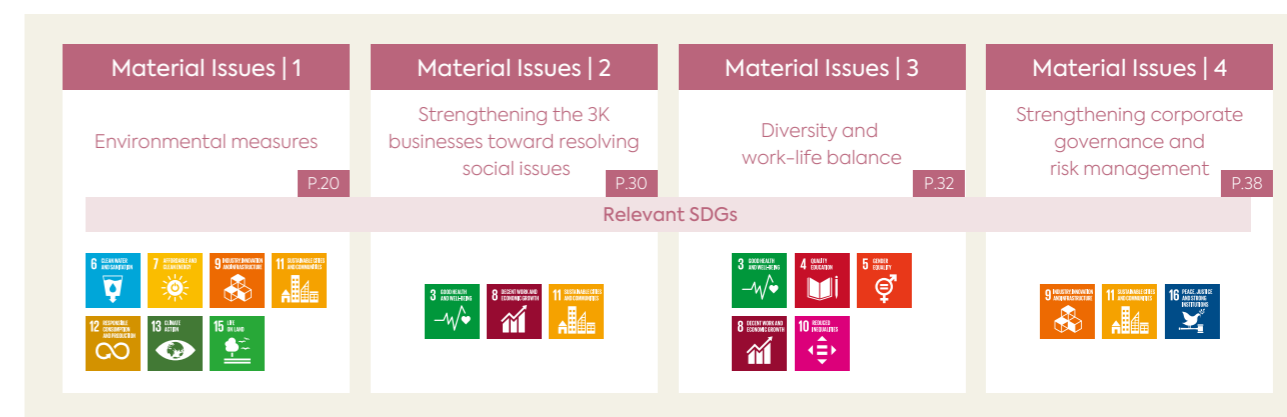 Material Issues | 1
Environmental measures
P.20
Material Issues | 2
Strengthening the 3K
businesses toward resolving
social issues
P.30
Material Issues | 3
Diversity and
work-life balance
P.32
Material Issues | 4
Strengthening corporate
governance and
risk management
P.38
Relevant SDGs
6 CLEAN WATER
AND SANITATION
7 AFFORDABLE AND
CLEAN ENERGY
9 INDUSTRY, INNOVATION
AND INFRASTRUCTURE
11 SUSTAINABLE CITIES
AND COMMUNITIES
12 RESPONSIBLE
CONSUMPTION
AND PRODUCTION
13 CLIMATE
ACTION
15 LIFE
ON LAND
3 GOOD HEALTH
AND WELL-BEING
8 DECENT WORK AND
ECONOMIC GROWTH
11 SUSTAINABLE CITIES
AND COMMUNITIES
3 GOOD HEALTH
AND WELL-BEING
4 QUALITY
EDUCATION
5 GENDER
EQUALITY
8 DECENT WORK AND
ECONOMIC GROWTH
10 REDUCED
INEQUALITIES
9 INDUSTRY, INNOVATION
AND INFRASTRUCTURE
11 SUSTAINABLE CITIES
AND COMMUNITIES
16 PEACE, JUSTICE
AND STRONG
INSTITUTIONS